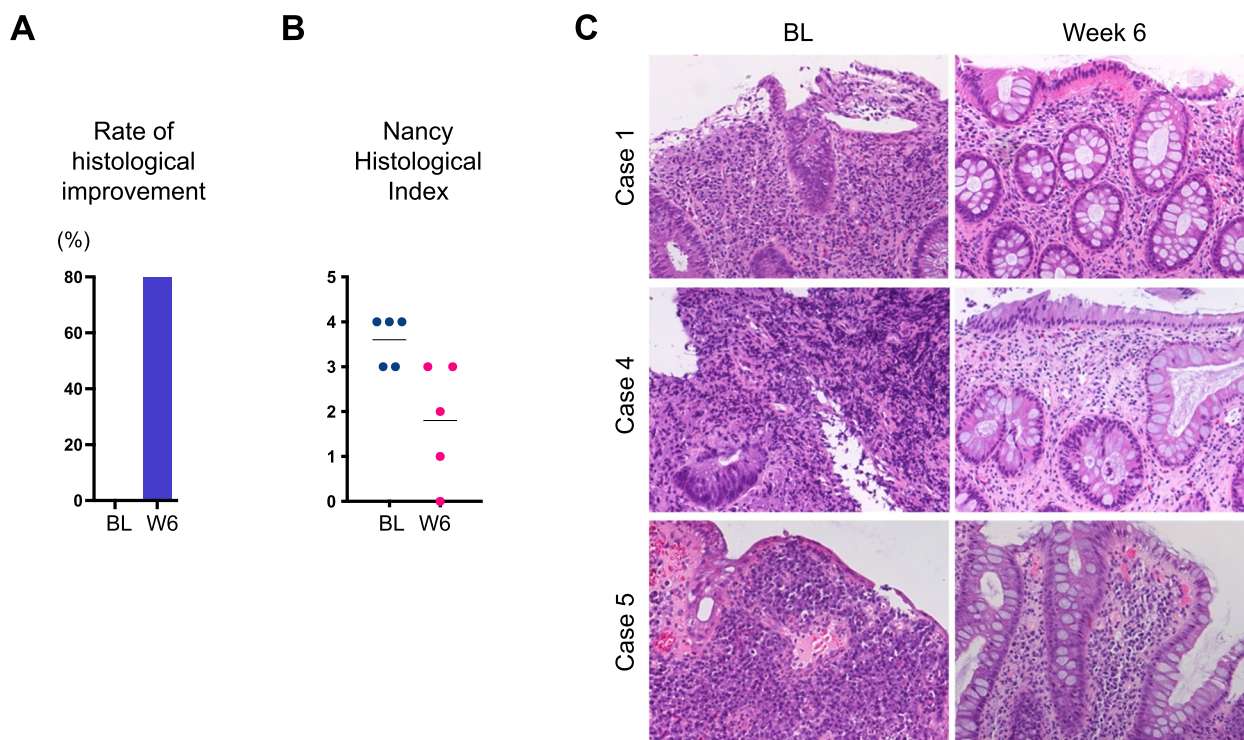 A
Rate of
histological
improvement
(%)
80
60
40
20
0
BL W6
B
Nancy
Histological
Index
5
4
3
2
1
0
BL W6
C
BL
Week 6
Case 1
Case 4
Case 5